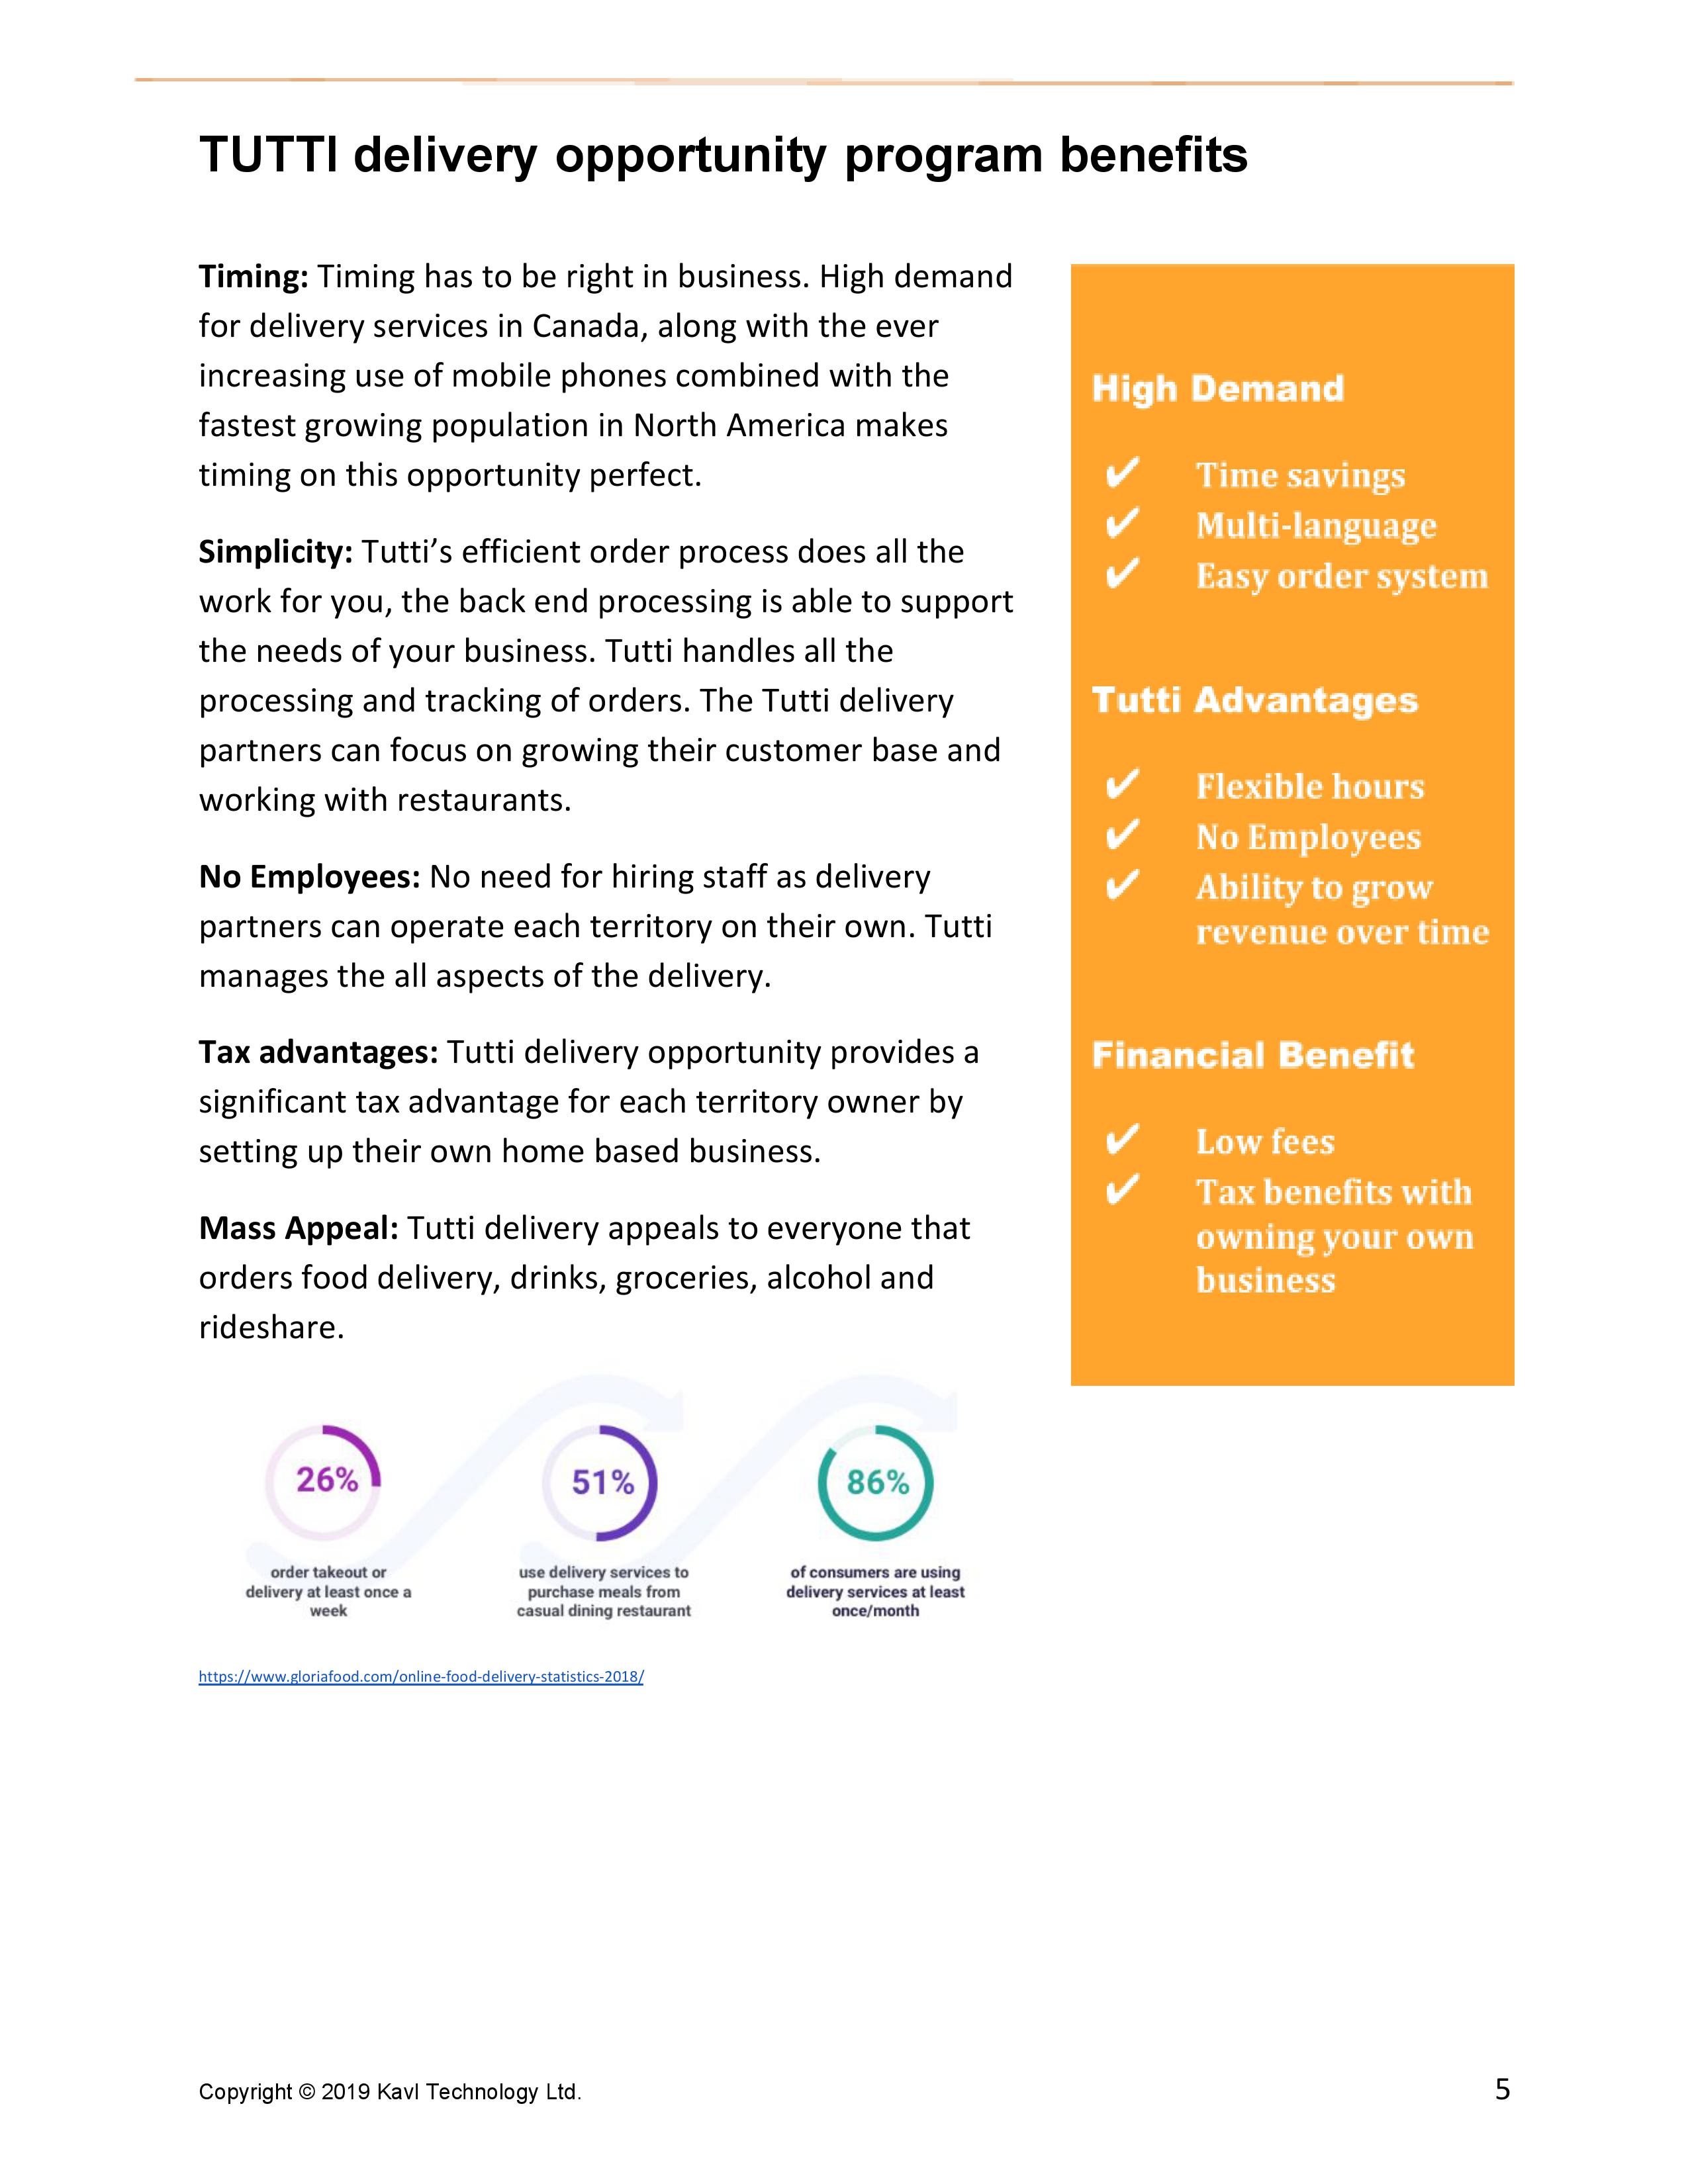 TUTTI delivery opportunity program benefits
Timing: Timing has to be right in business. High demand
for delivery services in Canada, along with the ever
increasing use of mobile phones combined with the
fastest growing population in North America makes
timing on this opportunity perfect.
Simplicity: Tutti’s efficient order process does all the
work for you, the back end processing is able to support
the needs of your business. Tutti handles all the
processing and tracking of orders. The Tutti delivery
partners can focus on growing their customer base and
working with restaurants.
No Employees: No need for hiring staff as delivery
partners can operate each territory on their own. Tutti
manages the all aspects of the delivery.
Tax advantages: Tutti delivery opportunity provides a
significant tax advantage for each territory owner by
setting up their own home based business.
Mass Appeal: Tutti delivery appeals to everyone that
orders food delivery, drinks, groceries, alcohol and
rideshare.
High Demand
✔ Time savings
✔ Multi-language
✔ Easy order system
Tutti Advantages
✔ Flexible hours
✔ No Employees
✔ Ability to grow
revenue over time
Financial Benefit
✔ Low fees
✔ Tax benefits with
owning your own
business
26%
order takeout or
delivery at least once a
week
51%
use delivery services to
purchase meals from
casual dining restaurant
86%
of consumers are using
delivery services at least
once/month
https://www.gloriafood.com/online-food-delivery-statistics-2018/
Copyright © 2019 Kavl Technology Ltd.
5